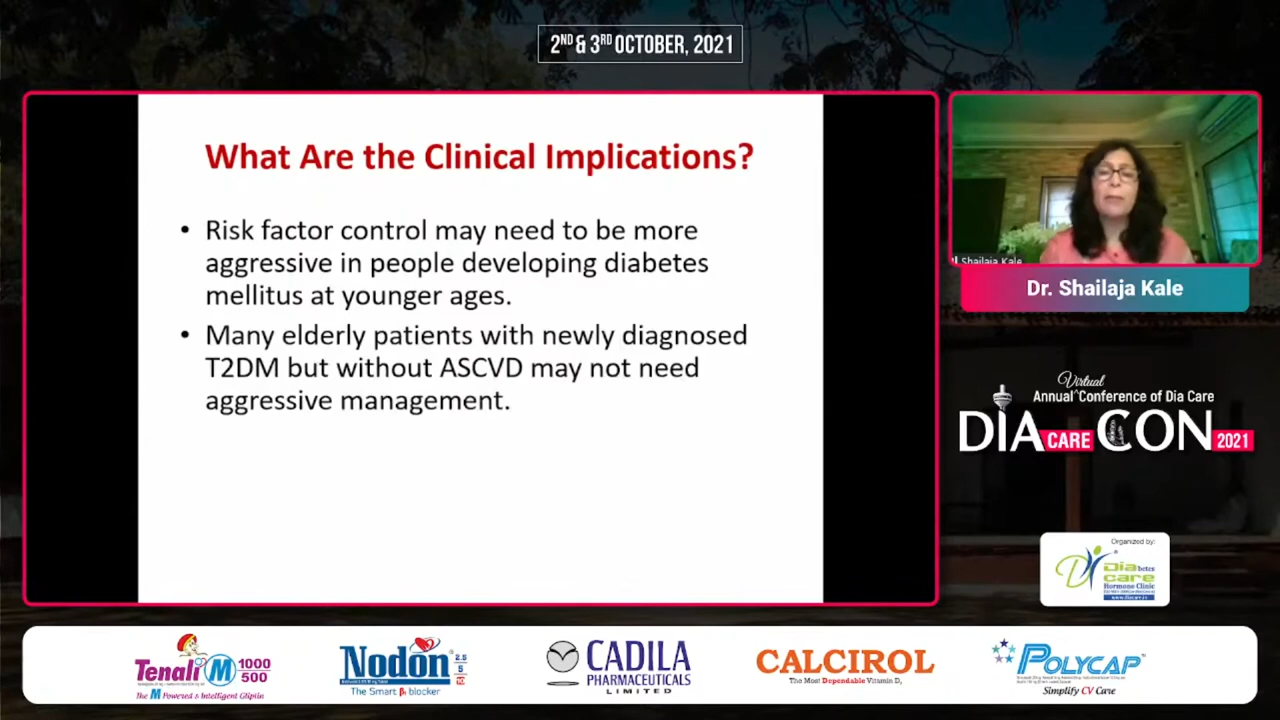 2ND & 3RD OCTOBER, 2021
What Are the Clinical Implications?
• Risk factor control may need to be more
aggressive in people developing diabetes
mellitus at younger ages.
• Many elderly patients with newly diagnosed
T2DM but without ASCVD may not need
aggressive management.
Shailaja Kale
Dr. Shailaja Kale
Virtual
Annual^Conference of Dia Care
DIA CARE CON 2021
Organized by:
Diabetes
care
Hormone Clinic
Tenali M 1000
500
The M Powered & Intelligent Gliptin
Nodon 2.5
5
The Smart β blocker
CADILA
PHARMACEUTICALS
LIMITED
CALCIROL
The Most Dependable Vitamin D3
POLYCAP™
Simplify CV Care